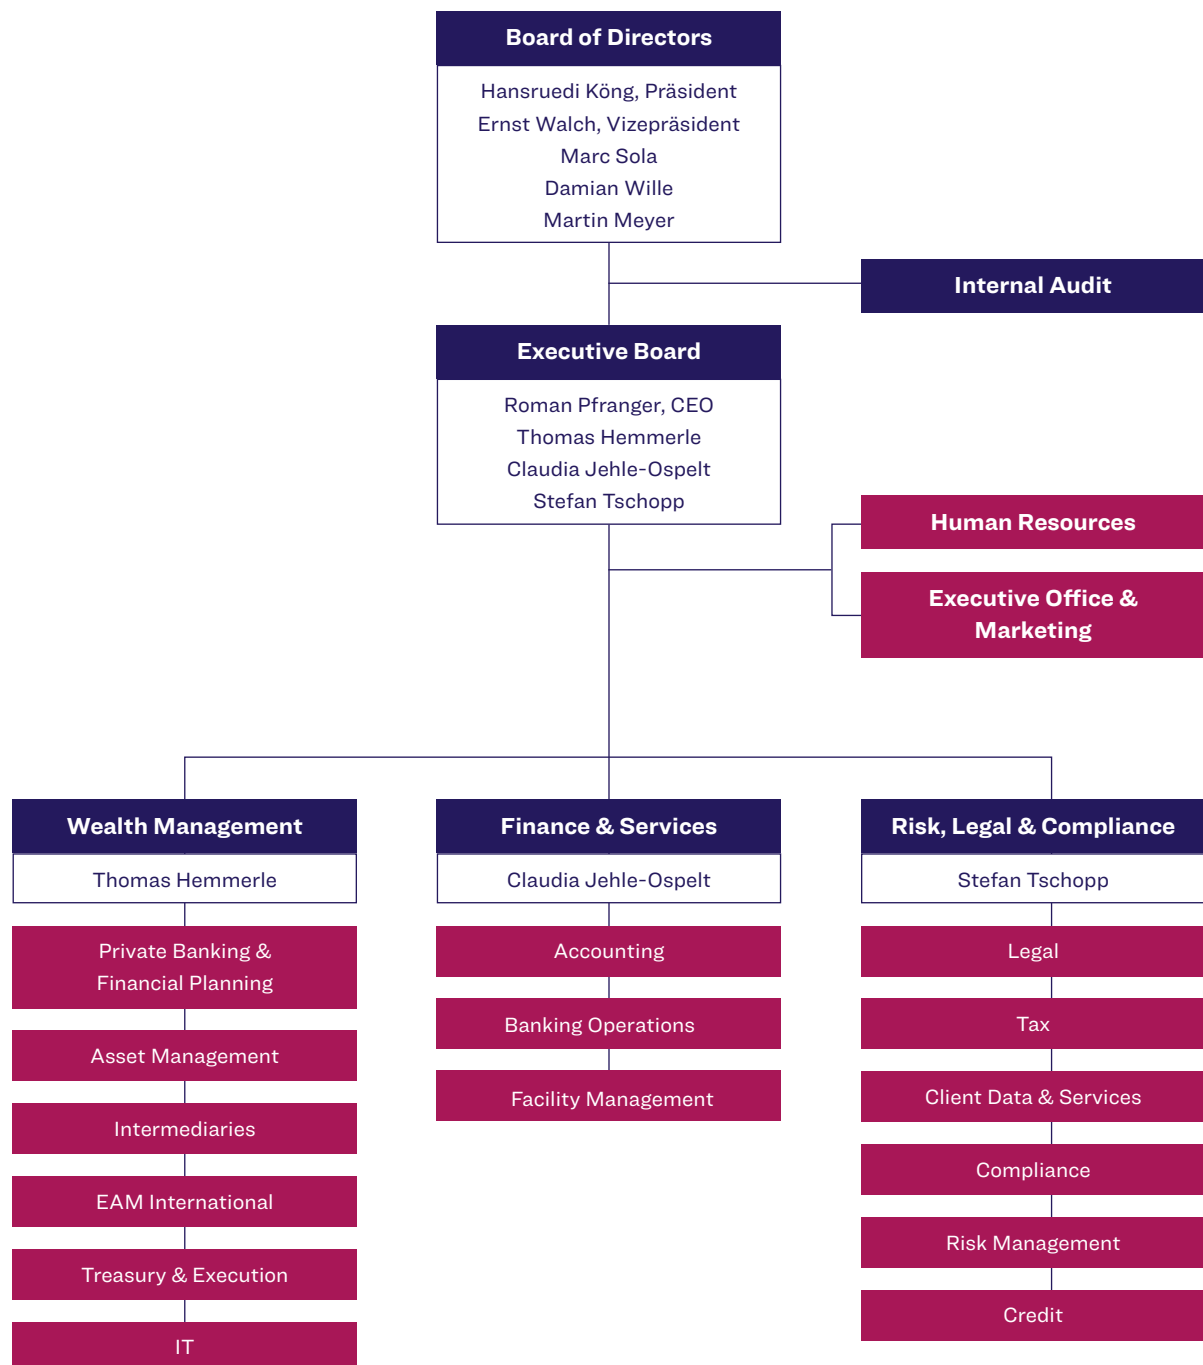 Board of Directors
Hansruedi Köng, Präsident
Ernst Walch, Vizepräsident
Marc Sola
Damian Wille
Martin Meyer
Internal Audit
Executive Board
Roman Pfranger, CEO
Thomas Hemmerle
Claudia Jehle-Ospelt
Stefan Tschopp
Human Resources
Executive Office &
Marketing
Wealth Management
Thomas Hemmerle
Private Banking &
Financial Planning
Asset Management
Intermediaries
EAM International
Treasury & Execution
IT
Finance & Services
Claudia Jehle-Ospelt
Accounting
Banking Operations
Facility Management
Risk, Legal & Compliance
Stefan Tschopp
Legal
Tax
Client Data & Services
Compliance
Risk Management
Credit